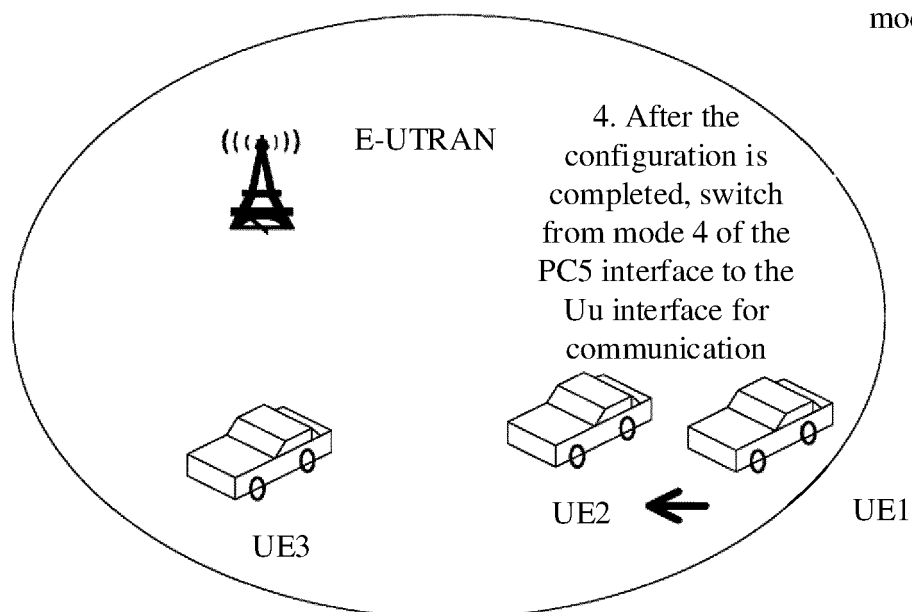 E-UTRAN
4. After the
configuration is
completed, switch
from mode 4 of the
PC5 interface to the
Uu interface for
communication
UE2
UE1
UE3